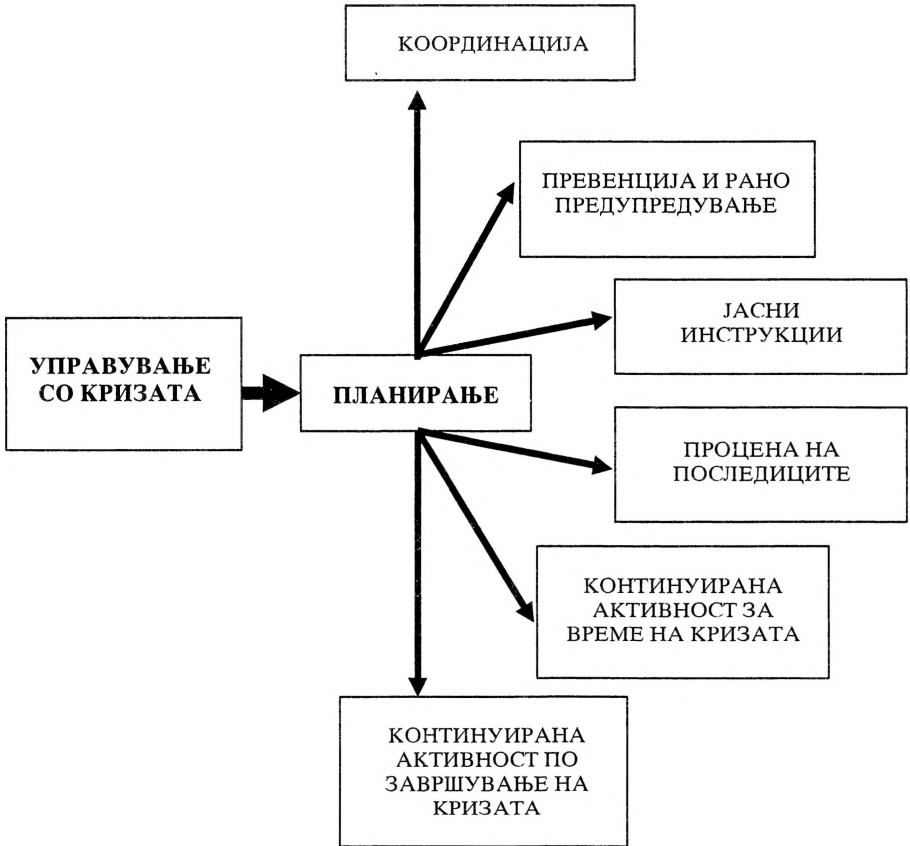 КООРДИНАЦИЈА
ПРЕВЕНЦИЈА И РАНО
ПРЕДУПРЕДУВАЊЕ
ЈАСНИ
ИНСТРУКЦИИ
УПРАВУВАЊЕ
СО КРИЗАТА
ПЛАНИРАЊЕ
ПРОЦЕНА НА
ПОСЛЕДИЦИТЕ
КОНТИНУИРАНА
АКТИВНОСТ ЗА
ВРЕМЕ НА КРИЗАТА
КОНТИНУИРАНА
АКТИВНОСТ ПО
ЗАВРШУВАЊЕ НА
КРИЗАТА